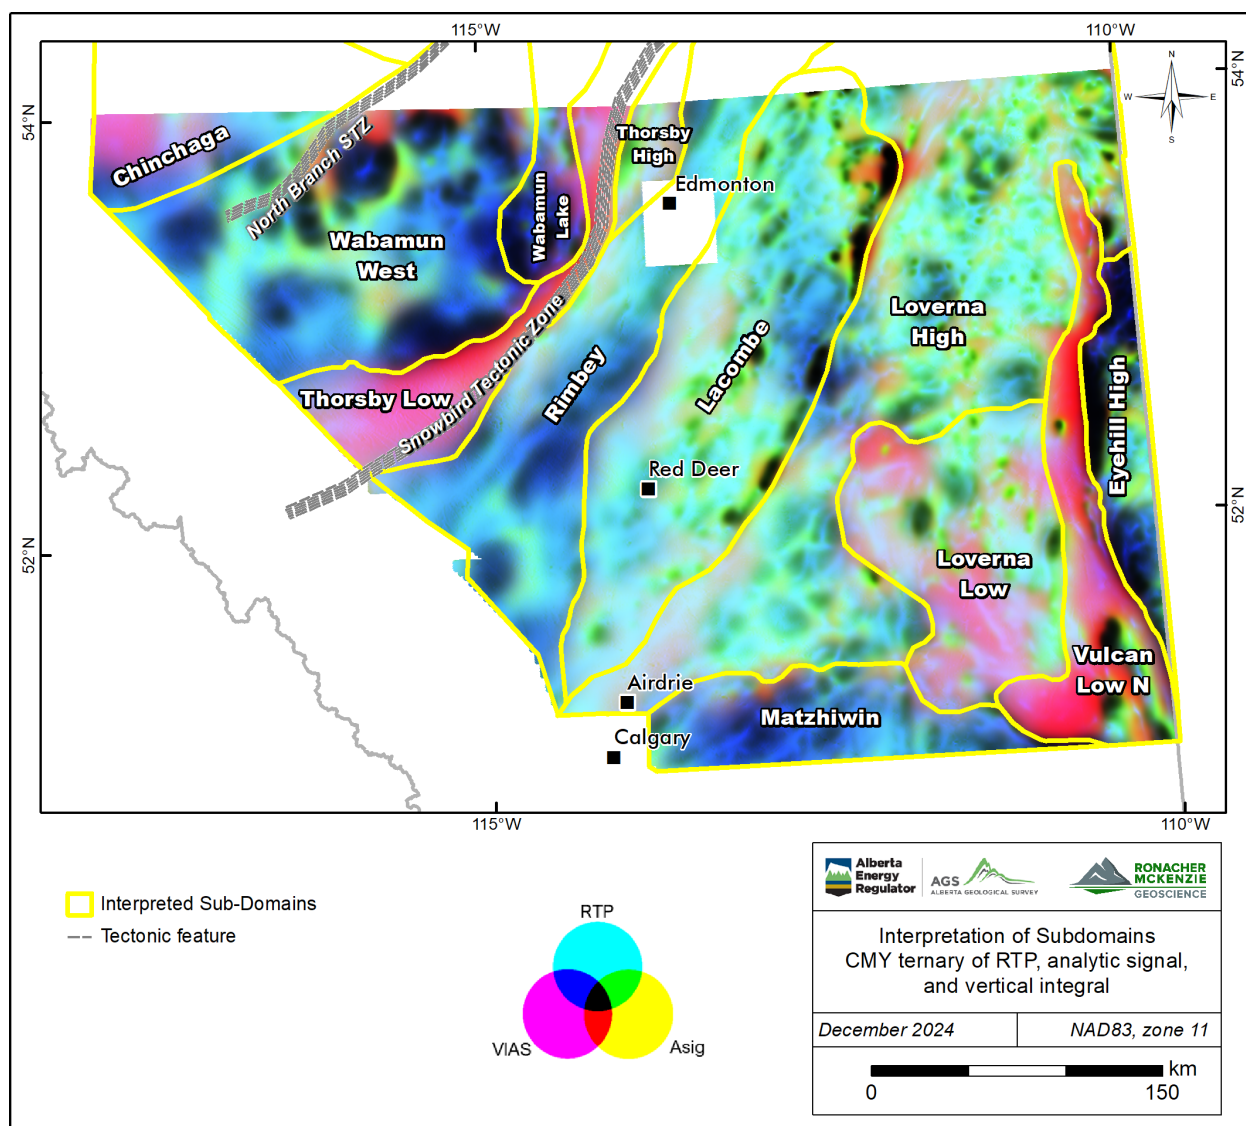 115°W
110°W
54°N
54°N
N
W
E
S
Chinchaga
North Branch STZ
Thorsby
High
Edmonton
Wabamun
Lake
Wabamun
West
Loverna
High
Snowbird Tectonic Zone
Rimbey
Lacombe
Eyehill High
Thorsby Low
Red Deer
52°N
52°N
Loverna
Low
Vulcan
Low N
Airdrie
Matzhiwin
Calgary
115°W
110°W
Interpreted Sub-Domains
Tectonic feature
RTP
VIAS
Asig
Alberta
Energy
Regulator
AGS
ALBERTA GEOLOGICAL SURVEY
RONACHER
MCKENZIE
GEOSCIENCE
Interpretation of Subdomains
CMY ternary of RTP, analytic signal,
and vertical integral
December 2024
NAD83, zone 11
km
0
150